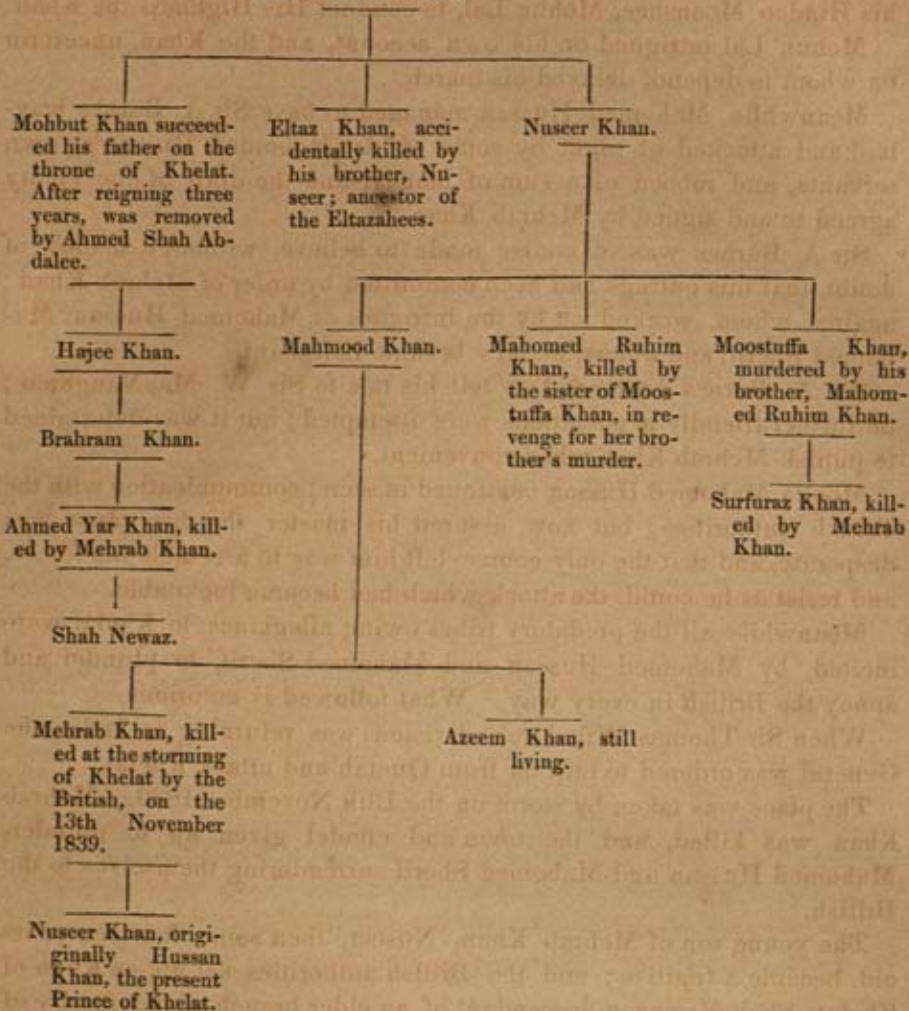 Mohbut Khan succeed-
ed his father on the
throne of Khelat.
After reigning three
years, was removed
by Ahmed Shah Ab-
dalee.
Eltaz Khan, acci-
dentally killed by
his brother, Nu-
seer; ancestor of
the Eltazahees.
Nuseer Khan.
Hajee Khan.
Mahmood Khan.
Mahomed Ruhim
Khan, killed by
the sister of Moos-
tuffa Khan, in re-
venge for her bro-
ther's murder.
Moostuffa Khan,
murdered by his
brother, Mahom-
ed Ruhim Khan.
Brahram Khan.
Surfuraz Khan, kill-
ed by Mehrab
Khan.
Ahmed Yar Khan, kill-
ed by Mehrab Khan.
Shah Newaz.
Mehrab Khan, kill-
ed at the storming
of Khelat by the
British, on the
13th November
1839.
Azeem Khan, still
living.
Nuseer Khan, origi-
ginally Hussan
Khan, the present
Prince of Khelat.